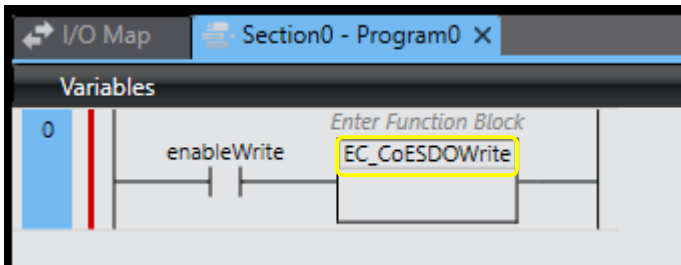 I/O Map
Section0 - Program0
Variables
0
Enter Function Block
enableWrite
EC_CoESDOWrite